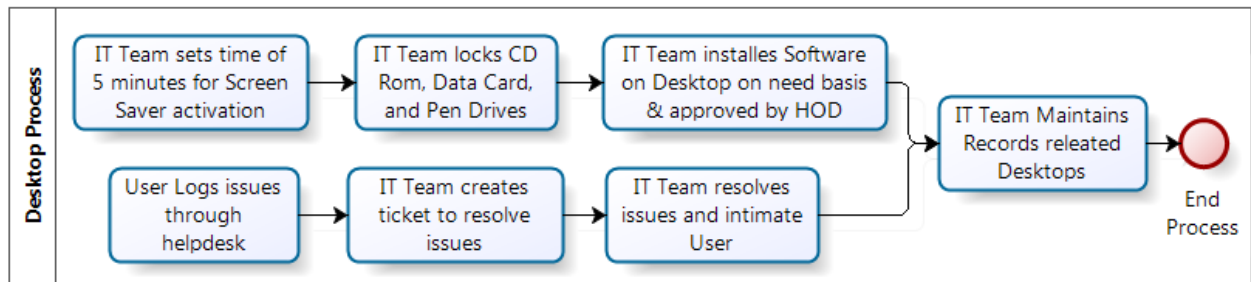 Desktop Process
IT Team sets time of
5 minutes for Screen
Saver activation
IT Team locks CD
Rom, Data Card,
and Pen Drives
IT Team installes Software
on Desktop on need basis
& approved by HOD
User Logs issues
through
helpdesk
IT Team creates
ticket to resolve
issues
IT Team resolves
issues and intimate
User
IT Team Maintains
Records releated
Desktops
End
Process